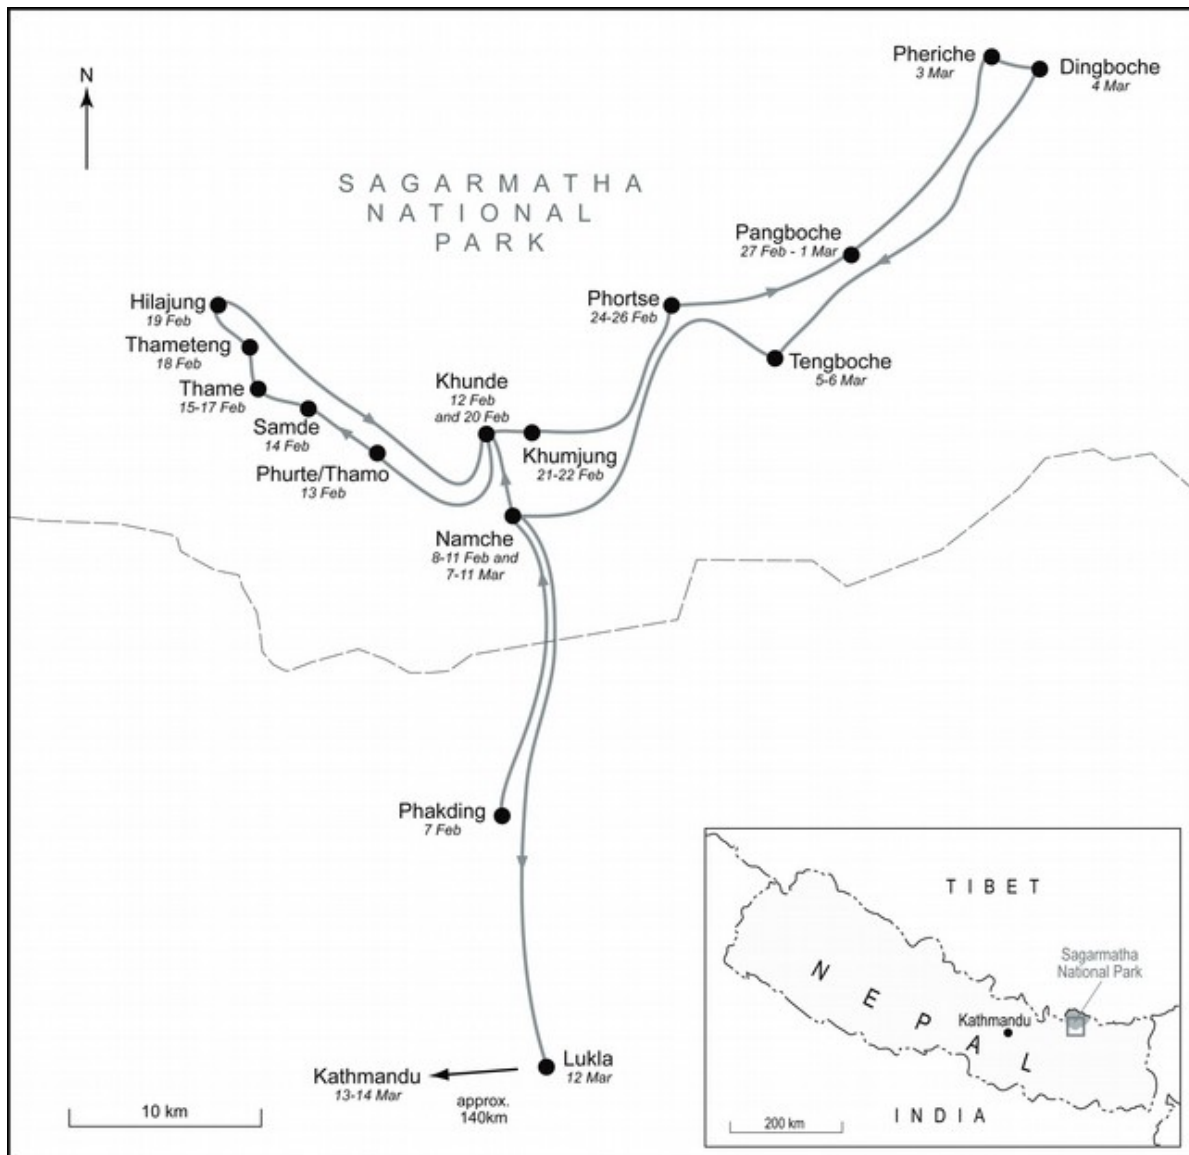 N
SAGARMATHA
NATIONAL
PARK
Pheriche
3 Mar
Dingboche
4 Mar
Pangboche
27 Feb - 1 Mar
Hilajung
19 Feb
Phortse
24-26 Feb
Thameteng
18 Feb
Tengboche
5-6 Mar
Thame
15-17 Feb
Khunde
12 Feb
and 20 Feb
Samde
14 Feb
Khumjung
21-22 Feb
Phurte/Thamo
13 Feb
Namche
8-11 Feb and
7-11 Mar
Phakding
7 Feb
Lukla
12 Mar
Kathmandu
13-14 Mar
approx.
140km
10 km
TIBET
Sagarmatha
National Park
NEPAL
Kathmandu
INDIA
200 km